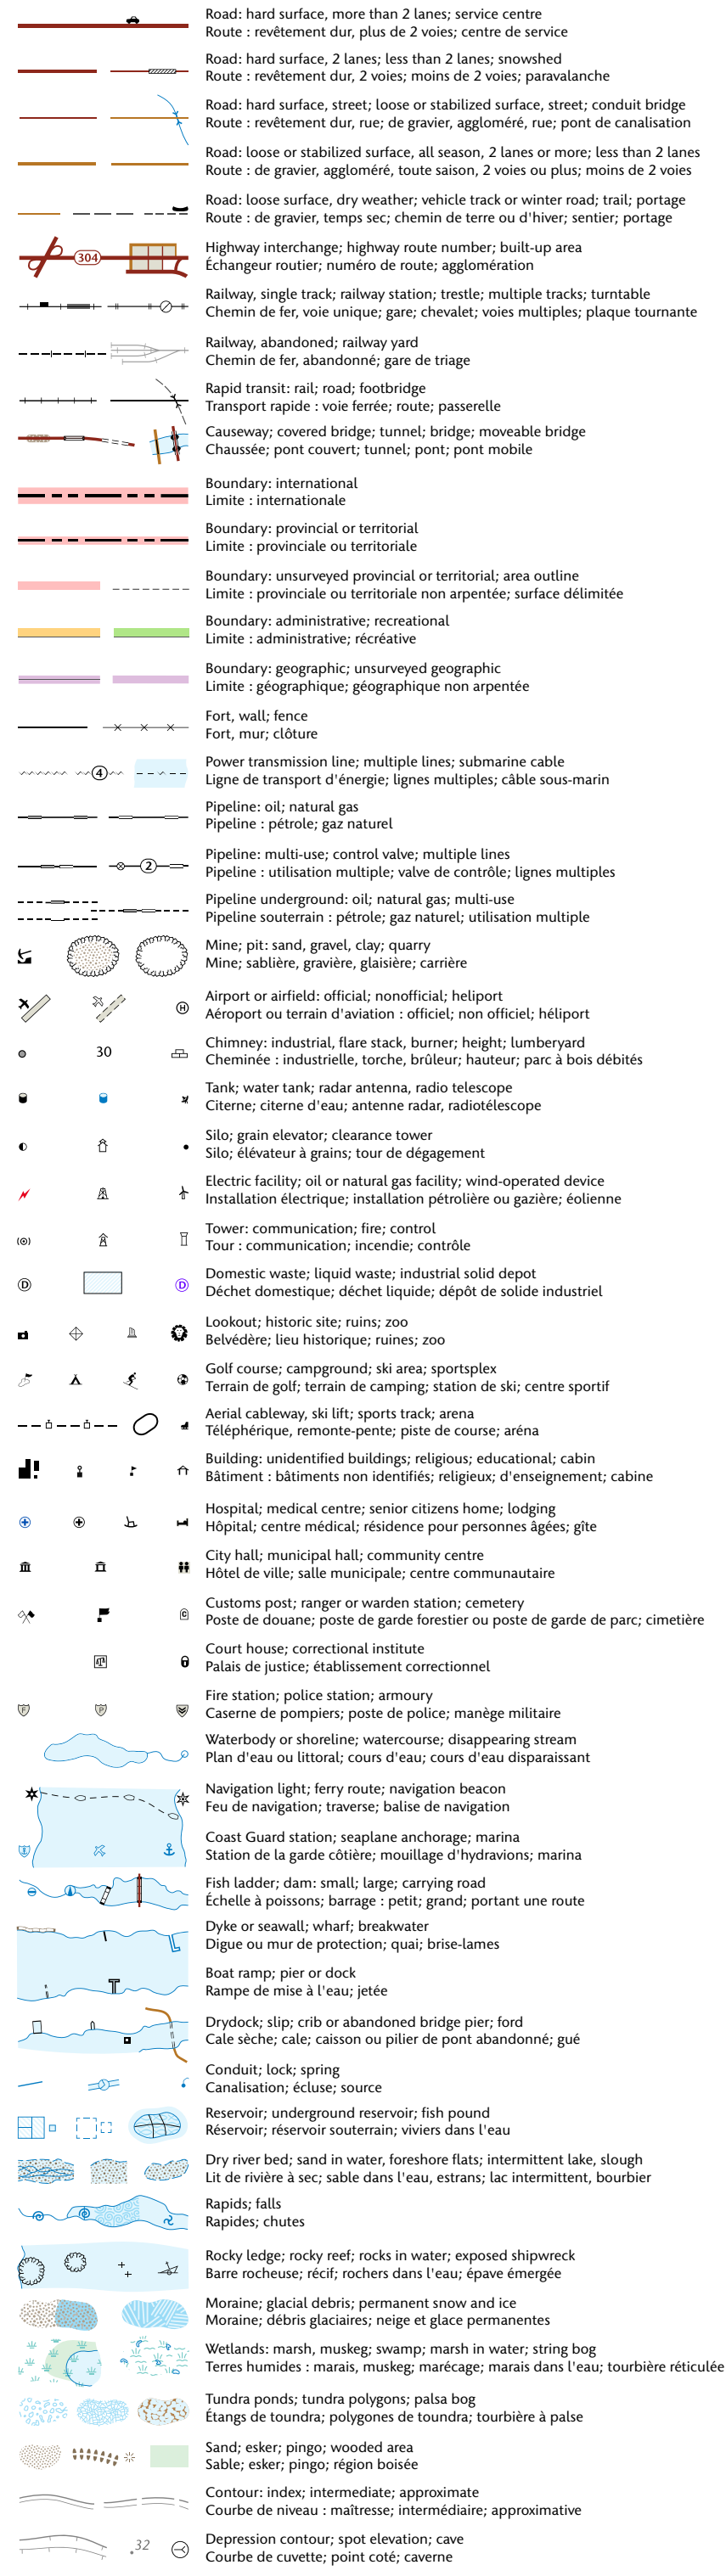 Road: hard surface, more than 2 lanes; service centre
Route : revêtement dur, plus de 2 voies; centre de service
Road: hard surface, 2 lanes; less than 2 lanes; snowshed
Route : revêtement dur, 2 voies; moins de 2 voies; paravalanche
Road: hard surface, street; loose or stabilized surface, street; conduit bridge
Route : revêtement dur, rue; de gravier, aggloméré, rue; pont de canalisation
Road: loose or stabilized surface, all season, 2 lanes or more; less than 2 lanes
Route : de gravier, aggloméré, toute saison, 2 voies ou plus; moins de 2 voies
Road: loose surface, dry weather; vehicle track or winter road; trail; portage
Route : de gravier, temps sec; chemin de terre ou d'hiver; sentier; portage
304
Highway interchange; highway route number; built-up area
Échangeur routier; numéro de route; agglomération
Railway, single track; railway station; trestle; multiple tracks; turntable
Chemin de fer, voie unique; gare; chevalet; voies multiples; plaque tournante
Railway, abandoned; railway yard
Chemin de fer, abandonné; gare de triage
Rapid transit: rail; road; footbridge
Transport rapide : voie ferrée; route; passerelle
Causeway; covered bridge; tunnel; bridge; moveable bridge
Chaussée; pont couvert; tunnel; pont; pont mobile
Boundary: international
Limite : internationale
Boundary: provincial or territorial
Limite : provinciale ou territoriale
Boundary: unsurveyed provincial or territorial; area outline
Limite : provinciale ou territoriale non arpentée; surface délimitée
Boundary: administrative; recreational
Limite : administrative; récréative
Boundary: geographic; unsurveyed geographic
Limite : géographique; géographique non arpentée
Fort, wall; fence
Fort, mur; clôture
4
Power transmission line; multiple lines; submarine cable
Ligne de transport d'énergie; lignes multiples; câble sous-marin
Pipeline: oil; natural gas
Pipeline : pétrole; gaz naturel
2
Pipeline: multi-use; control valve; multiple lines
Pipeline : utilisation multiple; valve de contrôle; lignes multiples
Pipeline underground: oil; natural gas; multi-use
Pipeline souterrain : pétrole; gaz naturel; utilisation multiple
Mine; pit: sand, gravel, clay; quarry
Mine; sablière, gravière, glaisière; carrière
H
Airport or airfield: official; nonofficial; heliport
Aéroport ou terrain d'aviation : officiel; non officiel; héliport
30
Chimney: industrial, flare stack, burner; height; lumberyard
Cheminée : industrielle, torche, brûleur; hauteur; parc à bois débités
Tank; water tank; radar antenna, radio telescope
Citerne; citerne d'eau; antenne radar, radiotélescope
Silo; grain elevator; clearance tower
Silo; élévateur à grains; tour de dégagement
Electric facility; oil or natural gas facility; wind-operated device
Installation électrique; installation pétrolière ou gazière; éolienne
Tower: communication; fire; control
Tour : communication; incendie; contrôle
D D
Domestic waste; liquid waste; industrial solid depot
Déchet domestique; déchet liquide; dépôt de solide industriel
Lookout; historic site; ruins; zoo
Belvédère; lieu historique; ruines; zoo
Golf course; campground; ski area; sportsplex
Terrain de golf; terrain de camping; station de ski; centre sportif
Aerial cableway, ski lift; sports track; arena
Téléphérique, remonte-pente; piste de course; aréna
Building: unidentified buildings; religious; educational; cabin
Bâtiment : bâtiments non identifiés; religieux; d'enseignement; cabine
Hospital; medical centre; senior citizens home; lodging
Hôpital; centre médical; résidence pour personnes âgées; gîte
City hall; municipal hall; community centre
Hôtel de ville; salle municipale; centre communautaire
C
Customs post; ranger or warden station; cemetery
Poste de douane; poste de garde forestier ou poste de garde de parc; cimetière
Court house; correctional institute
Palais de justice; établissement correctionnel
F P
Fire station; police station; armoury
Caserne de pompiers; poste de police; manège militaire
Waterbody or shoreline; watercourse; disappearing stream
Plan d'eau ou littoral; cours d'eau; cours d'eau disparaissant
Navigation light; ferry route; navigation beacon
Feu de navigation; traverse; balise de navigation
Coast Guard station; seaplane anchorage; marina
Station de la garde côtière; mouillage d'hydravions; marina
Fish ladder; dam: small; large; carrying road
Échelle à poissons; barrage : petit; grand; portant une route
Dyke or seawall; wharf; breakwater
Digue ou mur de protection; quai; brise-lames
Boat ramp; pier or dock
Rampe de mise à l'eau; jetée
Drydock; slip; crib or abandoned bridge pier; ford
Cale sèche; cale; caisson ou pilier de pont abandonné; gué
Conduit; lock; spring
Canalisation; écluse; source
Reservoir; underground reservoir; fish pound
Réservoir; réservoir souterrain; viviers dans l'eau
Dry river bed; sand in water, foreshore flats; intermittent lake, slough
Lit de rivière à sec; sable dans l'eau, estrans; lac intermittent, bourbier
Rapids; falls
Rapides; chutes
Rocky ledge; rocky reef; rocks in water; exposed shipwreck
Barre rocheuse; récif; rochers dans l'eau; épave émergée
Moraine; glacial debris; permanent snow and ice
Moraine; débris glaciaires; neige et glace permanentes
Wetlands: marsh, muskeg; swamp; marsh in water; string bog
Terres humides : marais, muskeg; marécage; marais dans l'eau; tourbière réticulée
Tundra ponds; tundra polygons; palsa bog
Étangs de toundra; polygones de toundra; tourbière à palse
Sand; esker; pingo; wooded area
Sable; esker; pingo; région boisée
Contour: index; intermediate; approximate
Courbe de niveau : maîtresse; intermédiaire; approximative
.32
Depression contour; spot elevation; cave
Courbe de cuvette; point coté; caverne